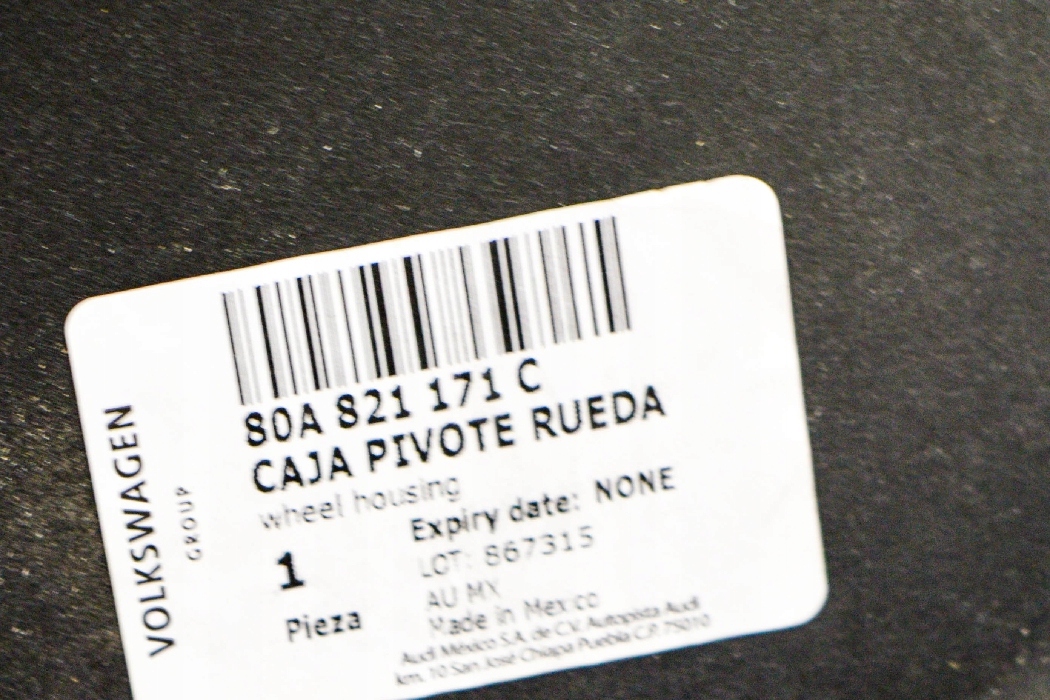 VOLKSWAGEN
GROUP
80A 821 171 C
CAJA PIVOTE RUEDA
wheel housing
Expiry date: NONE
1
LOT: 867315
AU MX
Pieza
Made in Mexico
Audi México S.A. de C.V. Autopista Audi
km. 10 San José Chiapa Puebla C.P. 75010